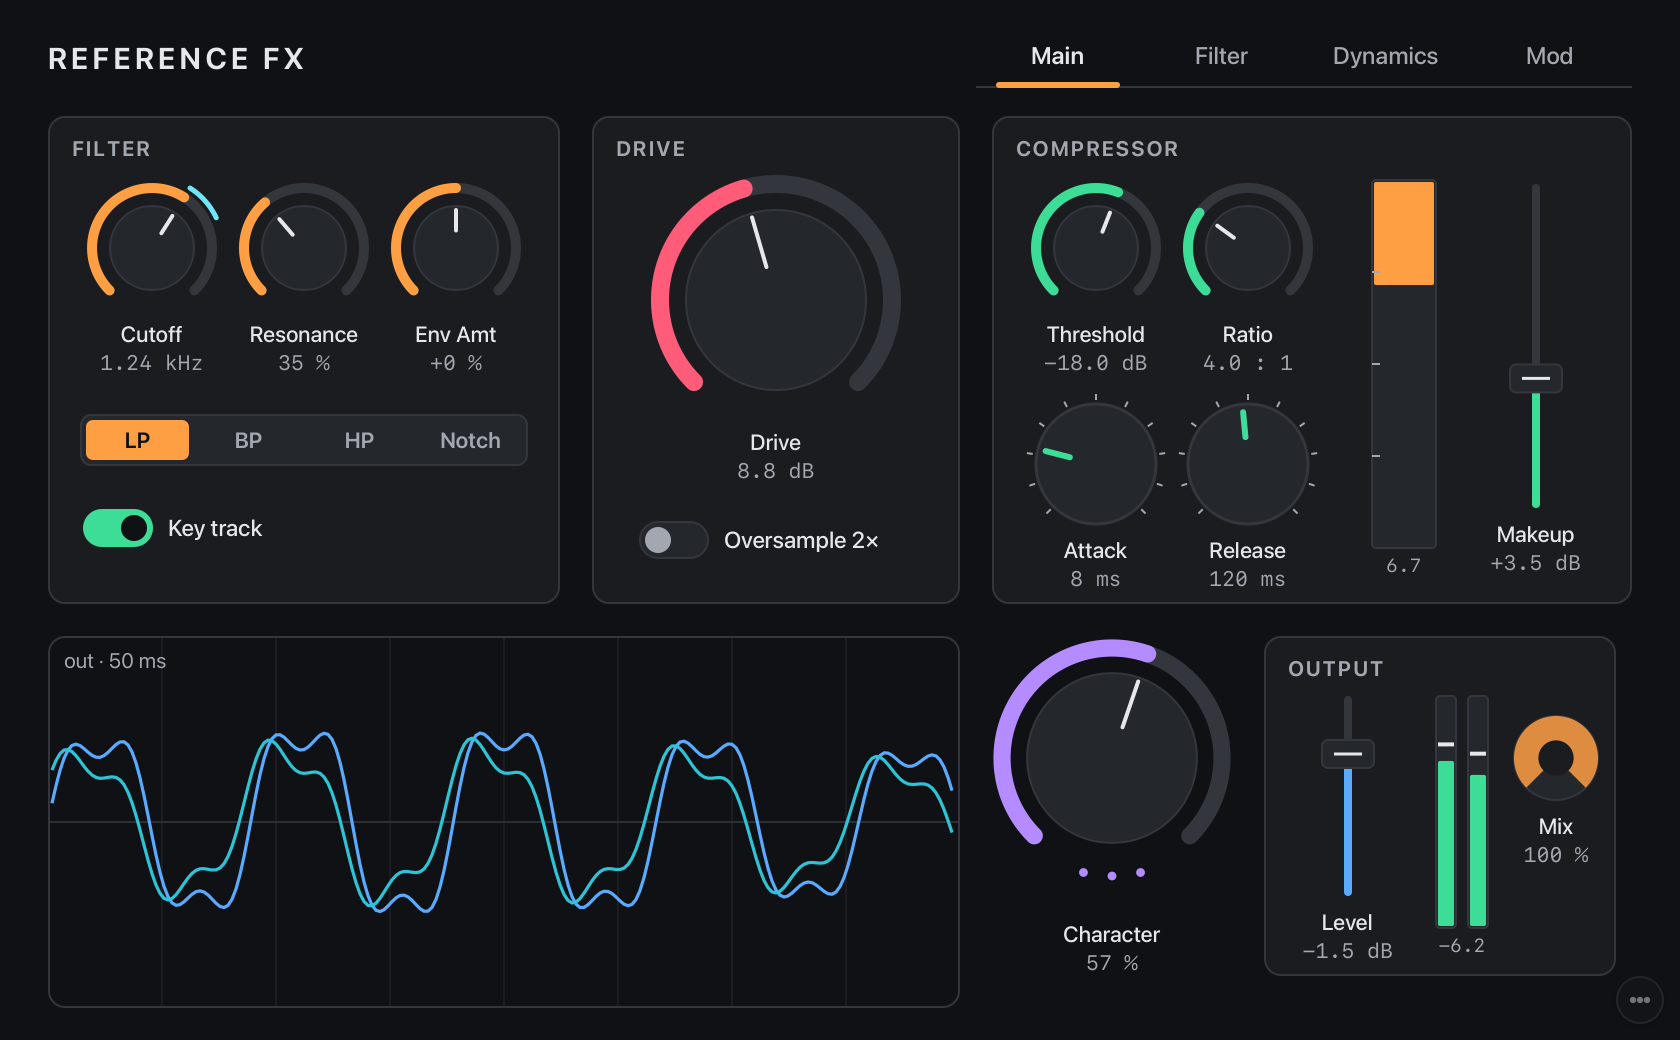 REFERENCE FX
Main Filter Dynamics Mod
FILTER
Cutoff Resonance Env Amt
1.24 kHz 35 % +0 %
LP BP HP Notch
Key track
DRIVE
Drive
8.8 dB
Oversample 2×
COMPRESSOR
Threshold Ratio
−18.0 dB 4.0 : 1
Attack Release
8 ms 120 ms
6.7
Makeup
+3.5 dB
out · 50 ms
Character
57 %
OUTPUT
Level
−1.5 dB
−6.2
Mix
100 %